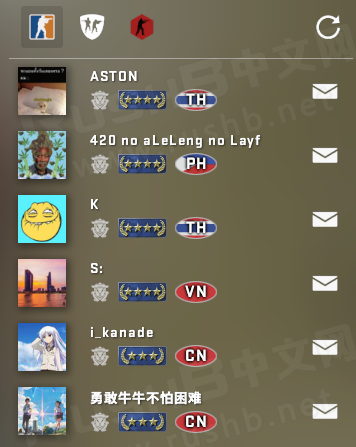 ASTON
TH
420 no aLeLeng no Layf
PH
K
TH
S:
VN
i_kanade
CN
勇敢牛牛不怕困难
CN